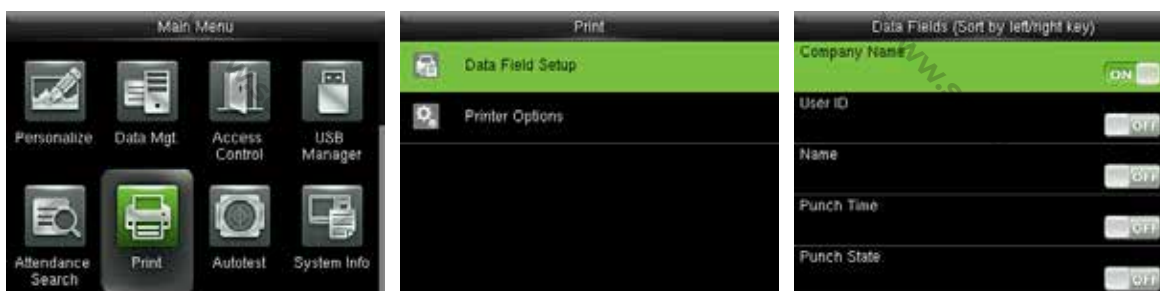 Main Menu
Personalize
Data Mgt.
Access
Control
USB
Manager
Attendance
Search
Print
Autotest
System Info
Print
Data Field Setup
Printer Options
Data Fields (Sort by left/right key)
Company Name
ON
User ID
OFF
Name
OFF
Punch Time
OFF
Punch State
OFF